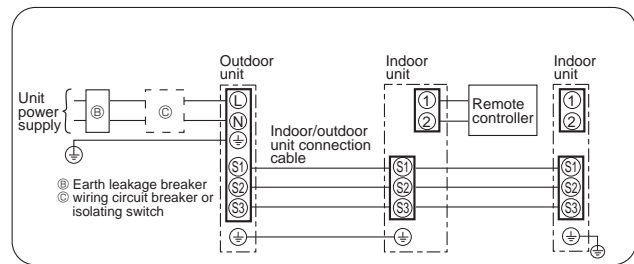 Outdoor
unit
Indoor
unit
Indoor
unit
Unit
power
supply
Ⓑ
Ⓒ
L
N
1
2
Remote
controller
1
2
Indoor/outdoor
unit connection
cable
S1
S2
S3
S1
S2
S3
S1
S2
S3
Ⓑ Earth leakage breaker
Ⓒ wiring circuit breaker or
isolating switch